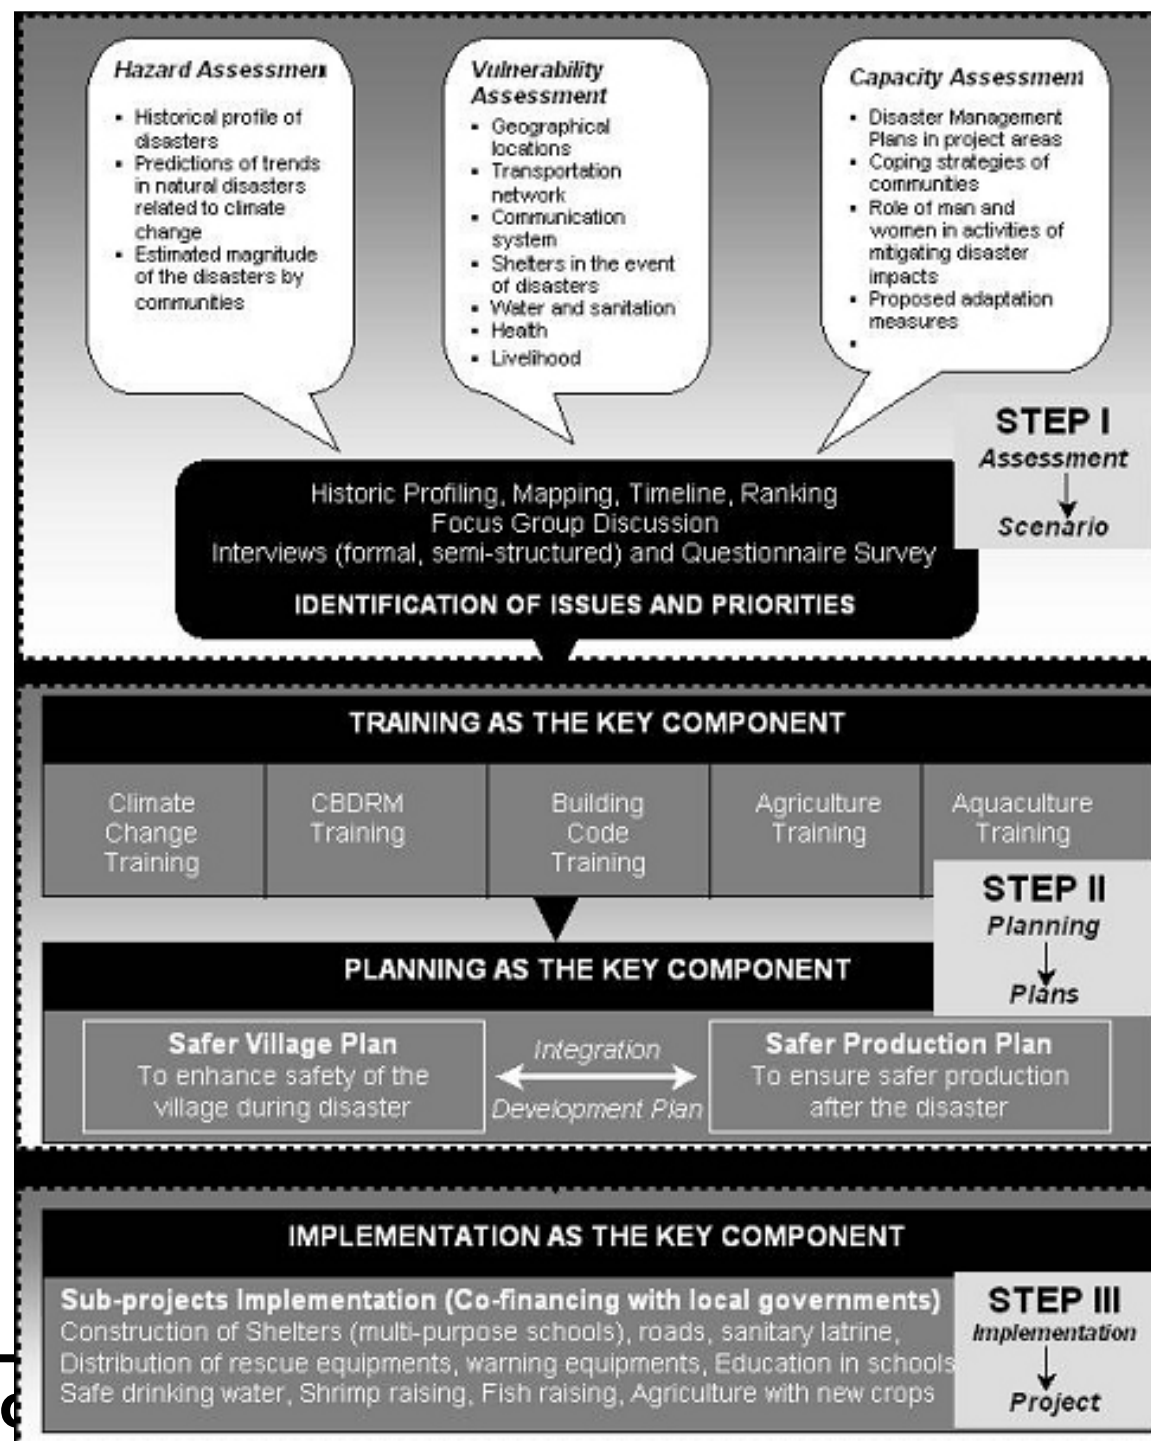 Hazard Assessmen
▪ Historical profile of
disasters
▪ Predictions of trends
in natural disasters
related to climate
change
▪ Estimated magnitude
of the disasters by
communities
Vulnerability
Assessment
▪ Geographical
locations
▪ Transportation
network
▪ Communication
system
▪ Shelters in the event
of disasters
▪ Water and sanitation
▪ Health
▪ Livelihood
Capacity Assessment
▪ Disaster Management
Plans in project areas
▪ Coping strategies of
communities
▪ Role of man and
women in activities of
mitigating disaster
impacts
▪ Proposed adaptation
measures
▪
STEP I
Assessment
Scenario
Historic Profiling, Mapping, Timeline, Ranking
Focus Group Discussion
Interviews (formal, semi-structured) and Questionnaire Survey
IDENTIFICATION OF ISSUES AND PRIORITIES
TRAINING AS THE KEY COMPONENT
Climate
Change
Training
CBDRM
Training
Building
Code
Training
Agriculture
Training
Aquaculture
Training
STEP II
Planning
Plans
PLANNING AS THE KEY COMPONENT
Safer Village Plan
To enhance safety of the
village during disaster
Integration
Development Plan
Safer Production Plan
To ensure safer production
after the disaster
IMPLEMENTATION AS THE KEY COMPONENT
Sub-projects Implementation (Co-financing with local governments)
Construction of Shelters (multi-purpose schools), roads, sanitary latrine,
Distribution of rescue equipments, warning equipments, Education in schools
Safe drinking water, Shrimp raising, Fish raising, Agriculture with new crops
STEP III
Implementation
Project